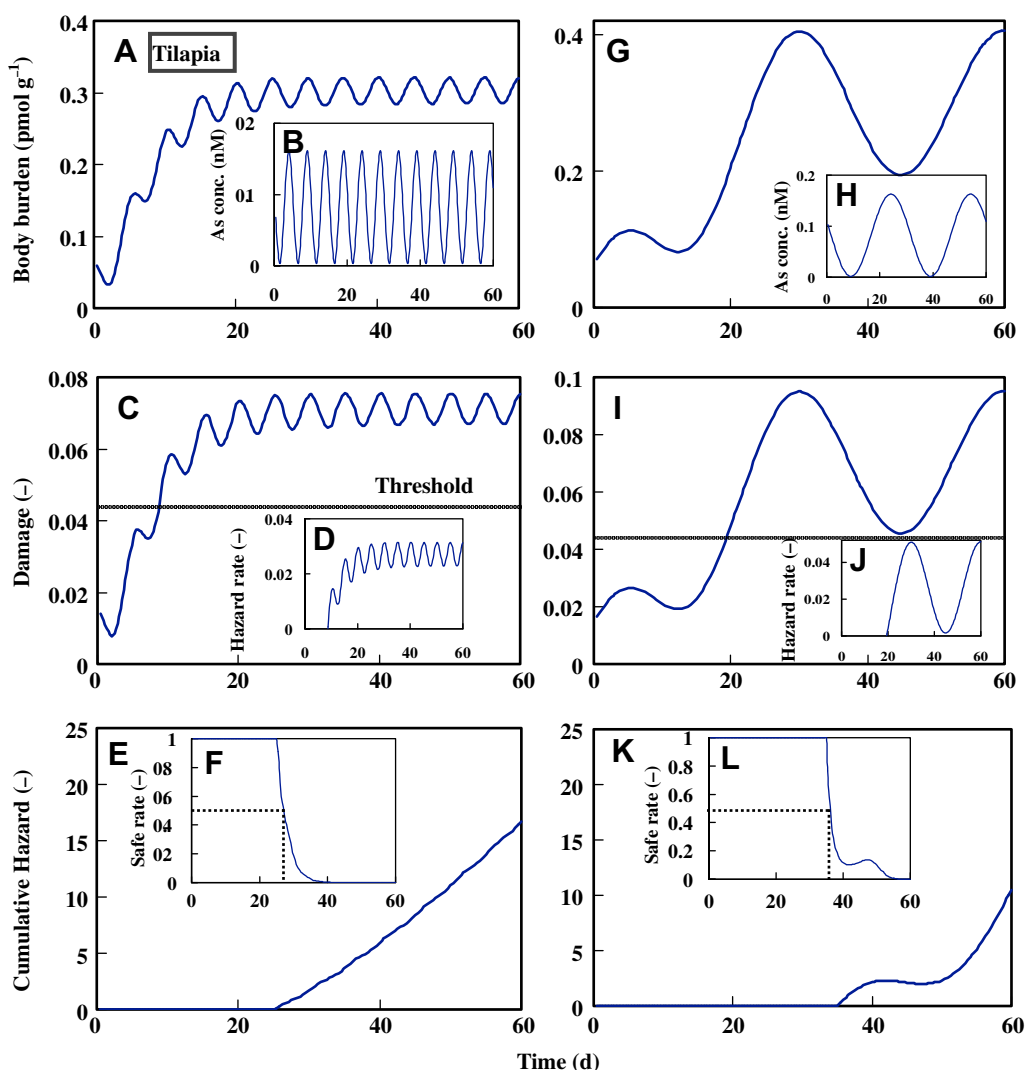 A Tilapia
Body burden (pmol g⁻¹)
0.4
0.3
0.2
0.1
0
0 20 40 60
B
As conc. (nM)
02
01
0
0 20 40 60
G
0.4
0.2
0
0 20 40 60
H
As conc. (nM)
0.2
0.1
0
0 20 40 60
C
Damage (–)
0.08
0.06
0.04
0.02
0
Threshold
0 20 40 60
D
Hazard rate (–)
0.04
0.02
0
0 20 40 60
I
0.1
0.08
0.06
0.04
0.02
0
0 20 40 60
J
Hazard rate (–)
0.04
0.02
0
0 20 40 60
E
Cumulative Hazard (–)
25
20
15
10
5
0
0 20 40 60
F
Safe rate (–)
1
08
06
04
02
0
0 20 40 60
K
25
20
15
10
5
0
0 20 40 60
L
Safe rate (–)
1
0.8
0.6
0.4
0.2
0
0 20 40 60
Time (d)